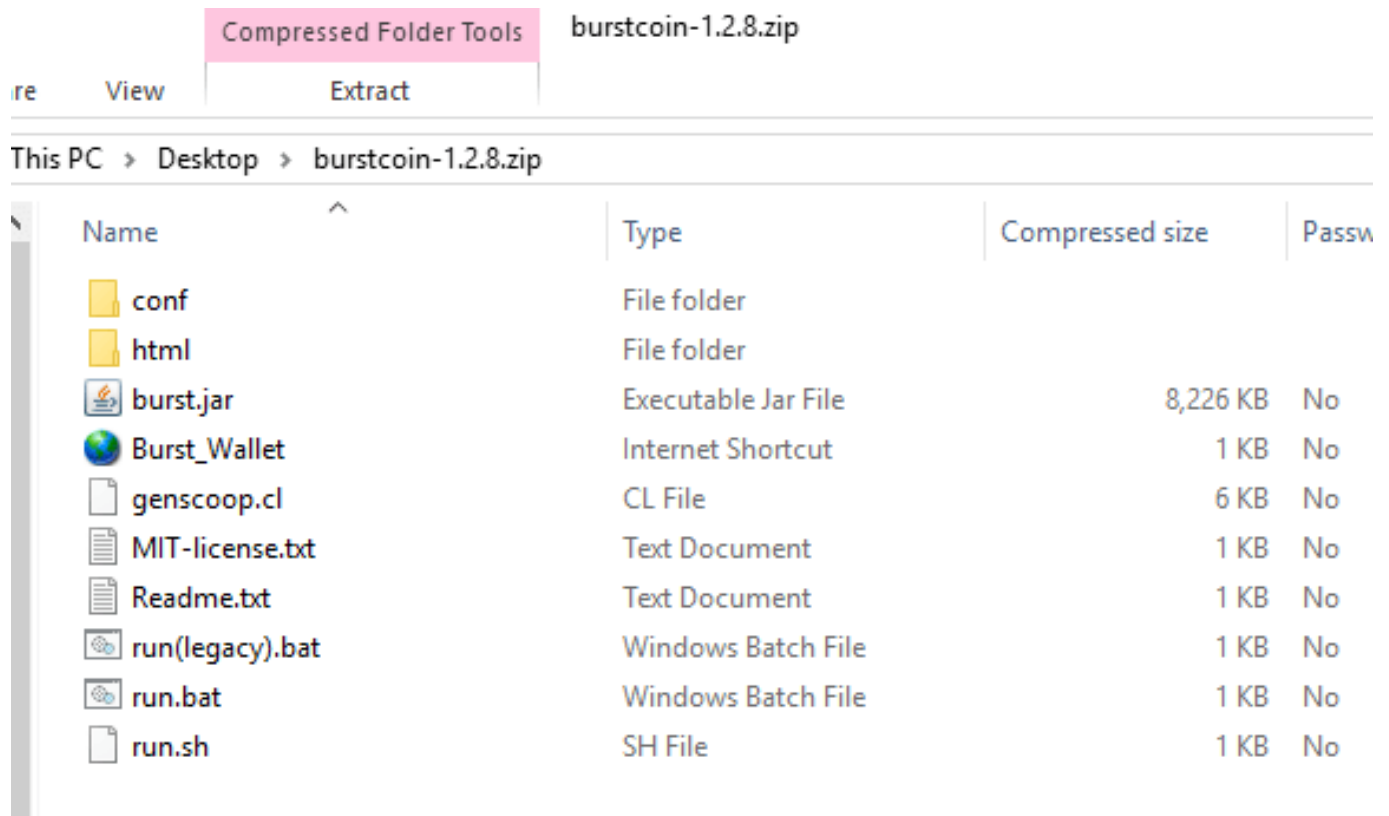 Compressed Folder Tools burstcoin-1.2.8.zip
View Extract
This PC > Desktop > burstcoin-1.2.8.zip
Name Type Compressed size
conf File folder
html File folder
burst.jar Executable Jar File 8,226 KB No
Burst_Wallet Internet Shortcut 1 KB No
genscoop.cl CL File 6 KB No
MIT-license.txt Text Document 1 KB No
Readme.txt Text Document 1 KB No
run(legacy).bat Windows Batch File 1 KB No
run.bat Windows Batch File 1 KB No
run.sh SH File 1 KB No